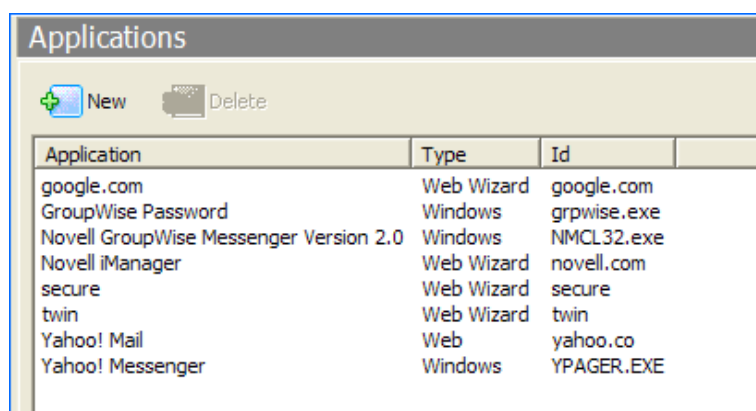 Applications
New Delete
Application Type Id
google.com Web Wizard google.com
GroupWise Password Windows grpwise.exe
Novell GroupWise Messenger Version 2.0 Windows NMCL32.exe
Novell iManager Web Wizard novell.com
secure Web Wizard secure
twin Web Wizard twin
Yahoo! Mail Web yahoo.co
Yahoo! Messenger Windows YPAGER.EXE